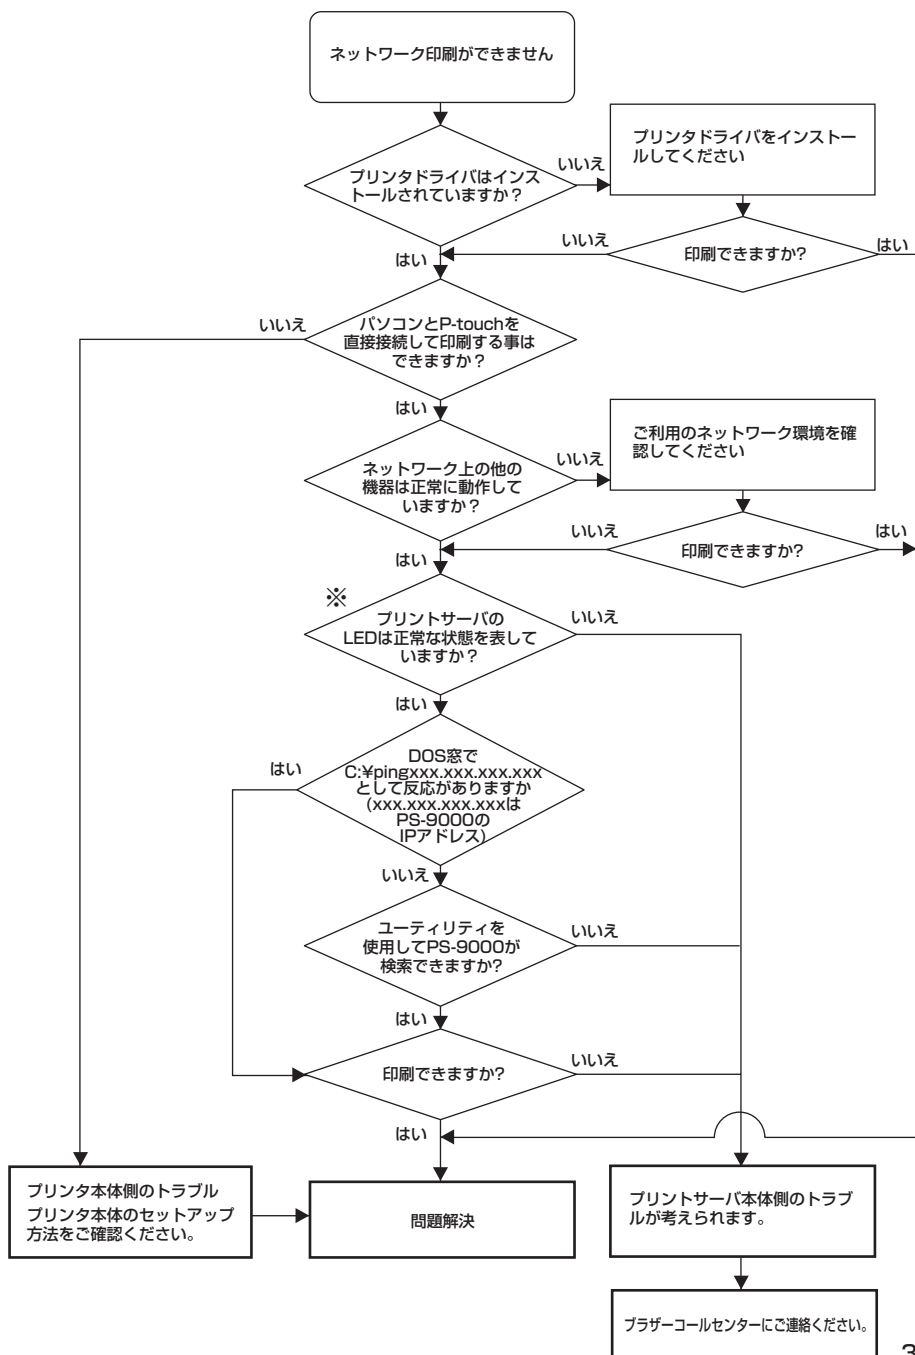 ネットワーク印刷ができません
プリンタドライバをインストー
ルしてください
いいえ
プリンタドライバはインス
トールされていますか？
いいえ
印刷できますか?
はい
はい
いいえ
パソコンとP-touchを
直接接続して印刷する事は
できますか？
はい
ご利用のネットワーク環境を確
認してください
いいえ
ネットワーク上の他の
機器は正常に動作して
いますか？
いいえ
印刷できますか?
はい
はい
※
プリントサーバの
LEDは正常な状態を表して
いますか？
いいえ
はい
DOS窓で
C:¥pingxxx.xxx.xxx.xxx
として反応がありますか
(xxx.xxx.xxx.xxxは
PS-9000の
IPアドレス)
はい
いいえ
ユーティリティを
使用してPS-9000が
検索できますか?
いいえ
はい
印刷できますか?
いいえ
はい
プリンタ本体側のトラブル
プリンタ本体のセットアップ
方法をご確認ください。
問題解決
プリントサーバ本体側のトラブ
ルが考えられます。
ブラザーコールセンターにご連絡ください。
3